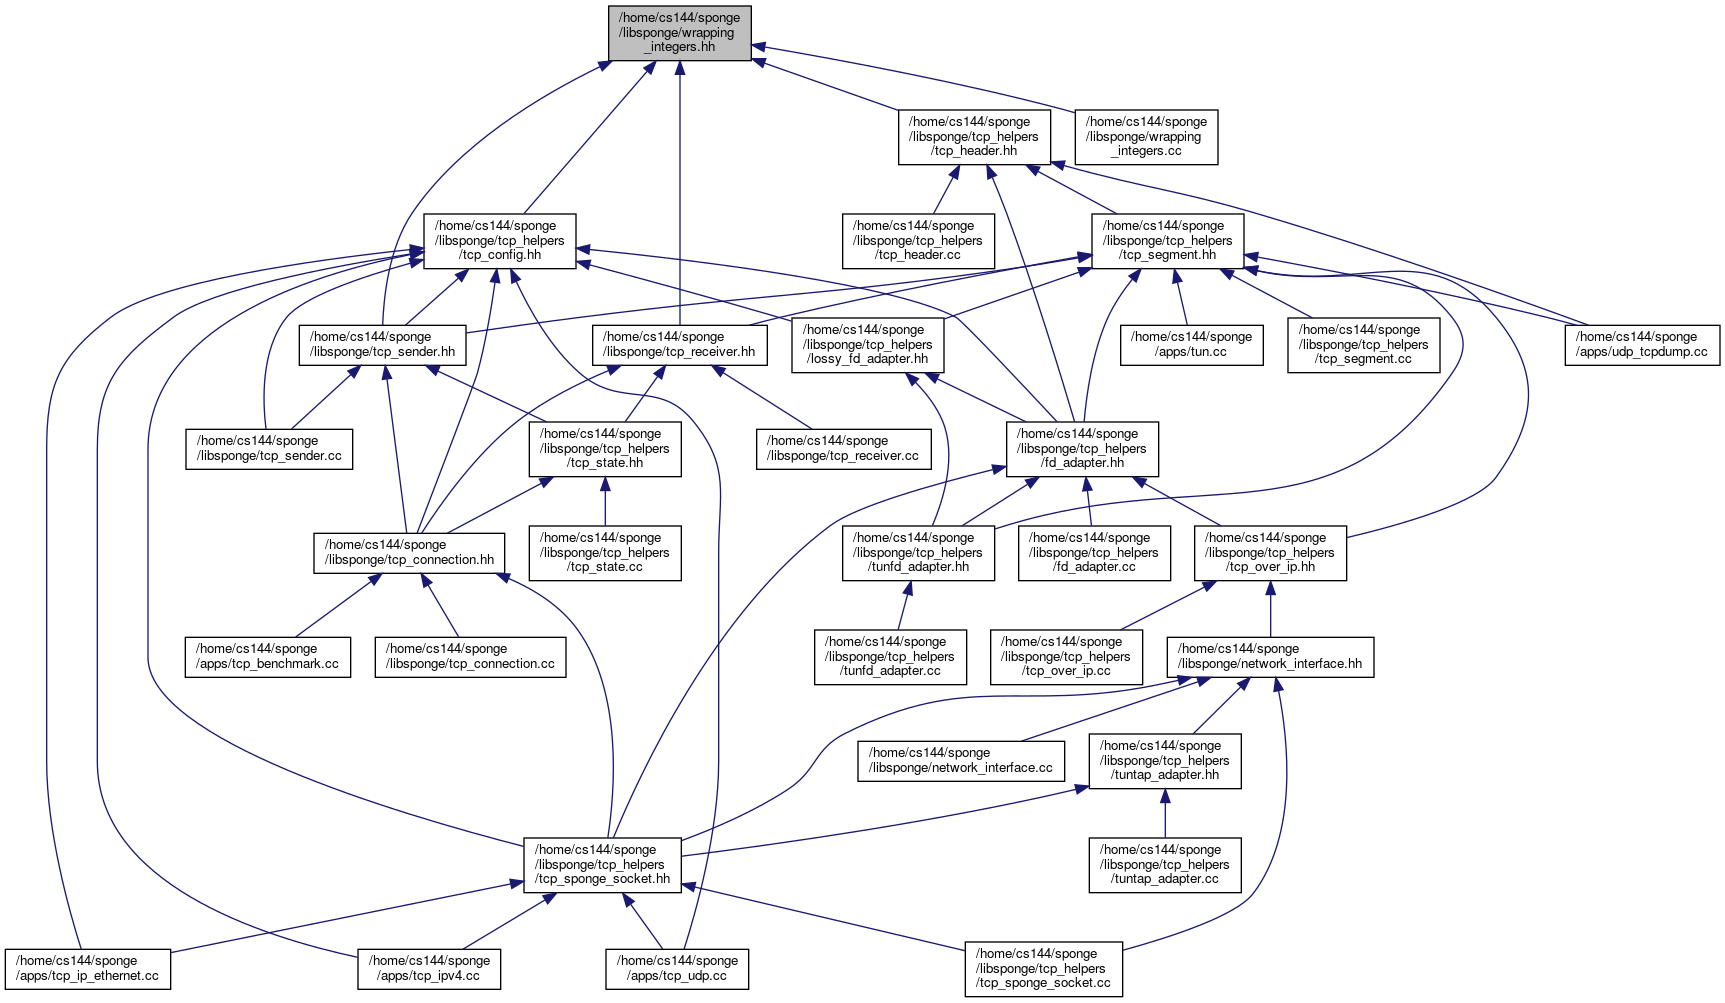 /home/cs144/sponge
/libsponge/wrapping
_integers.hh
/home/cs144/sponge
/libsponge/tcp_helpers
/tcp_header.hh
/home/cs144/sponge
/libsponge/wrapping
_integers.cc
/home/cs144/sponge
/libsponge/tcp_helpers
/tcp_config.hh
/home/cs144/sponge
/libsponge/tcp_helpers
/tcp_header.cc
/home/cs144/sponge
/libsponge/tcp_helpers
/tcp_segment.hh
/home/cs144/sponge
/libsponge/tcp_sender.hh
/home/cs144/sponge
/libsponge/tcp_receiver.hh
/home/cs144/sponge
/libsponge/tcp_helpers
/lossy_fd_adapter.hh
/home/cs144/sponge
/apps/tun.cc
/home/cs144/sponge
/libsponge/tcp_helpers
/tcp_segment.cc
/home/cs144/sponge
/apps/udp_tcpdump.cc
/home/cs144/sponge
/libsponge/tcp_sender.cc
/home/cs144/sponge
/libsponge/tcp_helpers
/tcp_state.hh
/home/cs144/sponge
/libsponge/tcp_receiver.cc
/home/cs144/sponge
/libsponge/tcp_helpers
/fd_adapter.hh
/home/cs144/sponge
/libsponge/tcp_connection.hh
/home/cs144/sponge
/libsponge/tcp_helpers
/tcp_state.cc
/home/cs144/sponge
/libsponge/tcp_helpers
/tunfd_adapter.hh
/home/cs144/sponge
/libsponge/tcp_helpers
/fd_adapter.cc
/home/cs144/sponge
/libsponge/tcp_helpers
/tcp_over_ip.hh
/home/cs144/sponge
/apps/tcp_benchmark.cc
/home/cs144/sponge
/libsponge/tcp_connection.cc
/home/cs144/sponge
/libsponge/tcp_helpers
/tunfd_adapter.cc
/home/cs144/sponge
/libsponge/tcp_helpers
/tcp_over_ip.cc
/home/cs144/sponge
/libsponge/network_interface.hh
/home/cs144/sponge
/libsponge/network_interface.cc
/home/cs144/sponge
/libsponge/tcp_helpers
/tuntap_adapter.hh
/home/cs144/sponge
/libsponge/tcp_helpers
/tcp_sponge_socket.hh
/home/cs144/sponge
/libsponge/tcp_helpers
/tuntap_adapter.cc
/home/cs144/sponge
/apps/tcp_ip_ethernet.cc
/home/cs144/sponge
/apps/tcp_ipv4.cc
/home/cs144/sponge
/apps/tcp_udp.cc
/home/cs144/sponge
/libsponge/tcp_helpers
/tcp_sponge_socket.cc